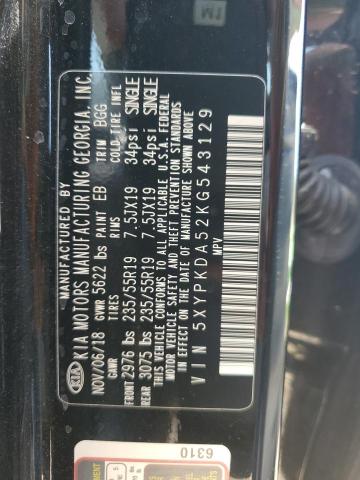 MANUFACTURED BY
KIA KIA MOTORS MANUFACTURING GEORGIA, INC.
NOV/06/18 GVWR 5622 lbs PAINT EB TRIM BGG
GAWR TIRES RIMS COLD TIRE INFL
FRONT 2976 lbs 235/55R19 7.5JX19 34psi SINGLE
REAR 3075 lbs 235/55R19 7.5JX19 34psi SINGLE
THIS VEHICLE CONFORMS TO ALL APPLICABLE U.S.A. FEDERAL
MOTOR VEHICLE SAFETY AND THEFT PREVENTION STANDARDS
IN EFFECT ON THE DATE OF MANUFACTURE SHOWN ABOVE
VIN 5XYPKDA52KG543129
MPV
6310